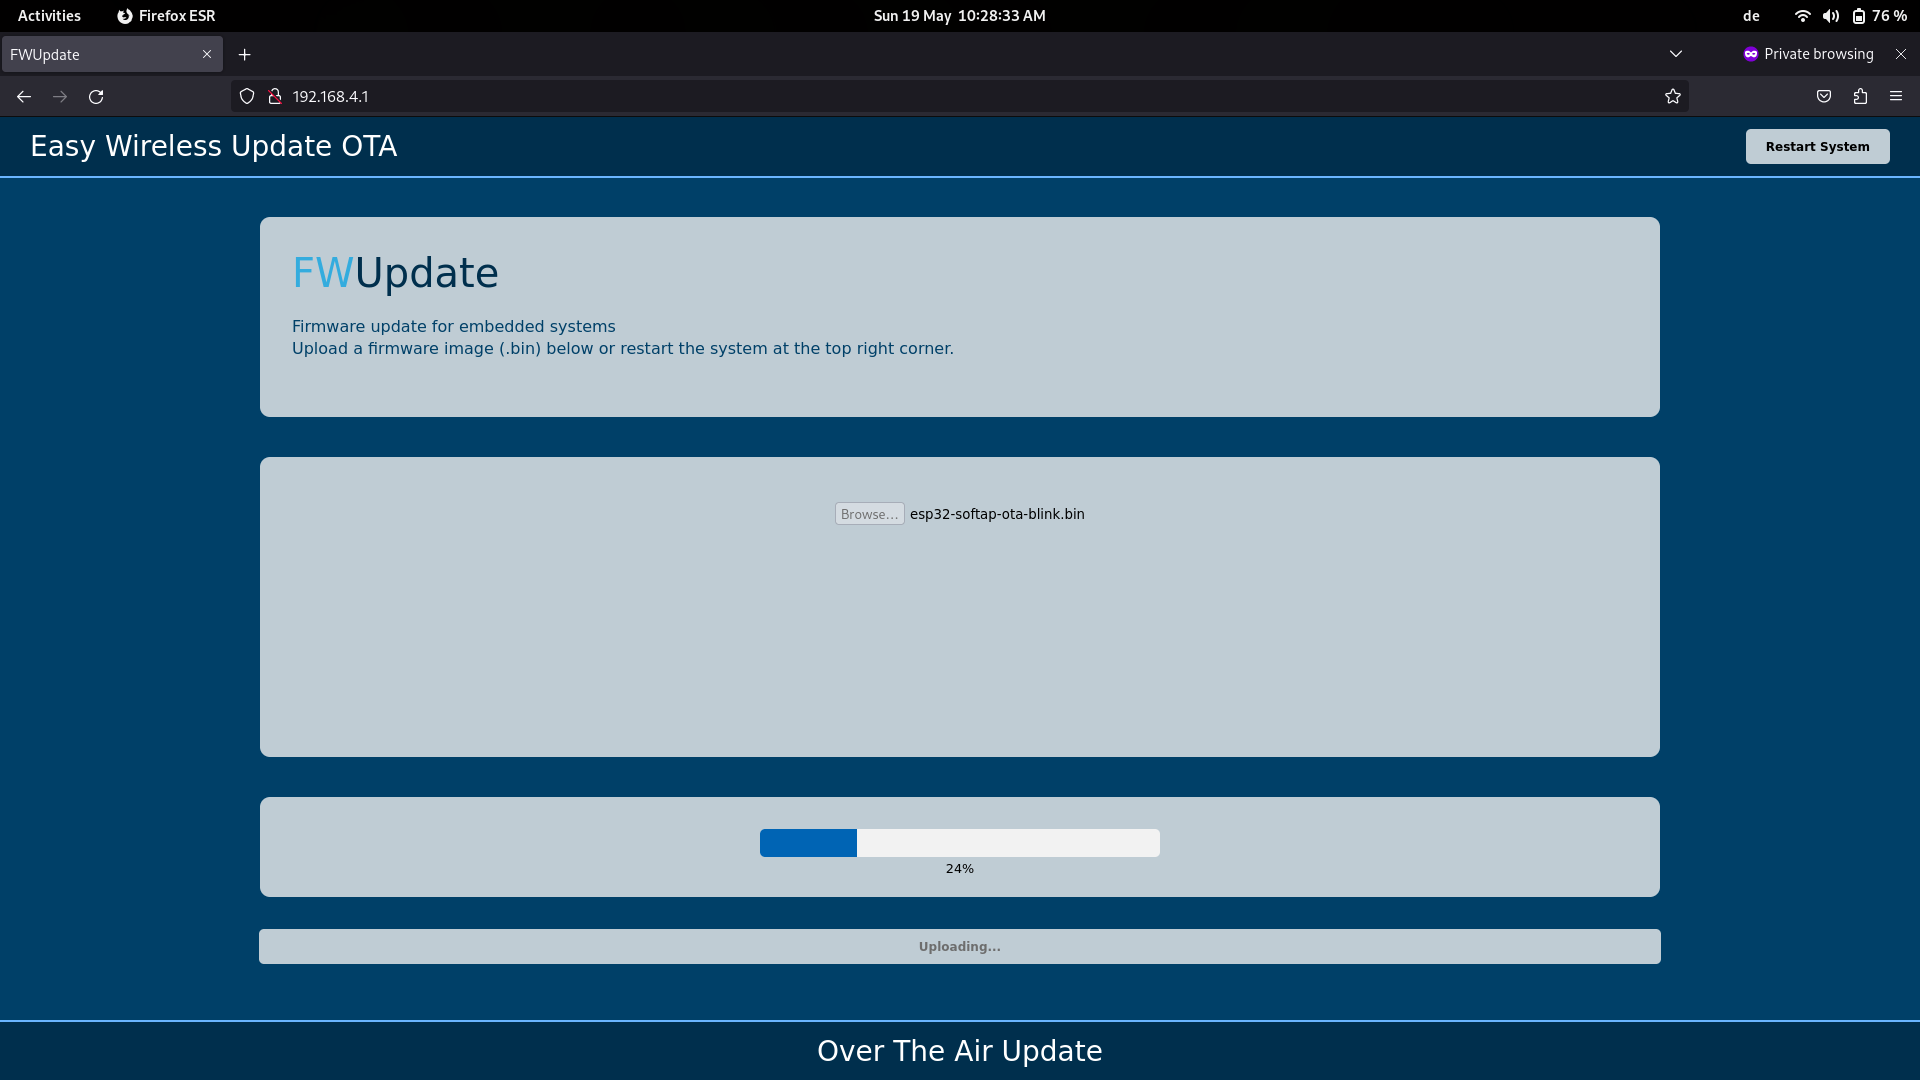 Activities Firefox ESR Sun 19 May 10:28:33 AM de 76 %
FWUpdate Private browsing
192.168.4.1
Easy Wireless Update OTA Restart System
FWUpdate
Firmware update for embedded systems
Upload a firmware image (.bin) below or restart the system at the top right corner.
Browse... esp32-softap-ota-blink.bin
24%
Uploading...
Over The Air Update